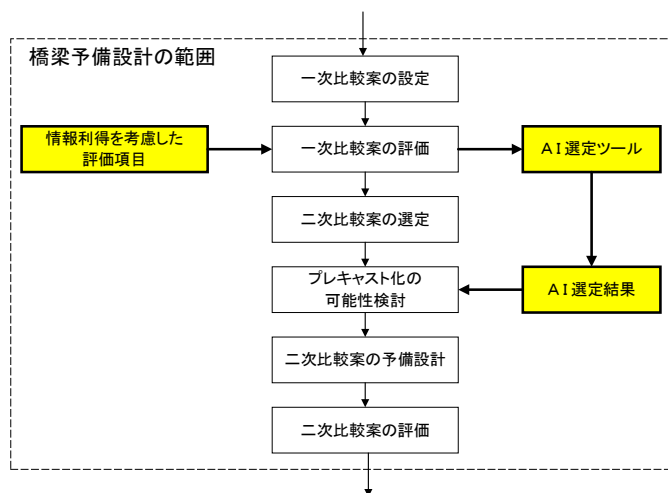 橋梁予備設計の範囲
一次比較案の設定
情報利得を考慮した
評価項目
一次比較案の評価
ＡＩ選定ツール
二次比較案の選定
プレキャスト化の
可能性検討
ＡＩ選定結果
二次比較案の予備設計
二次比較案の評価